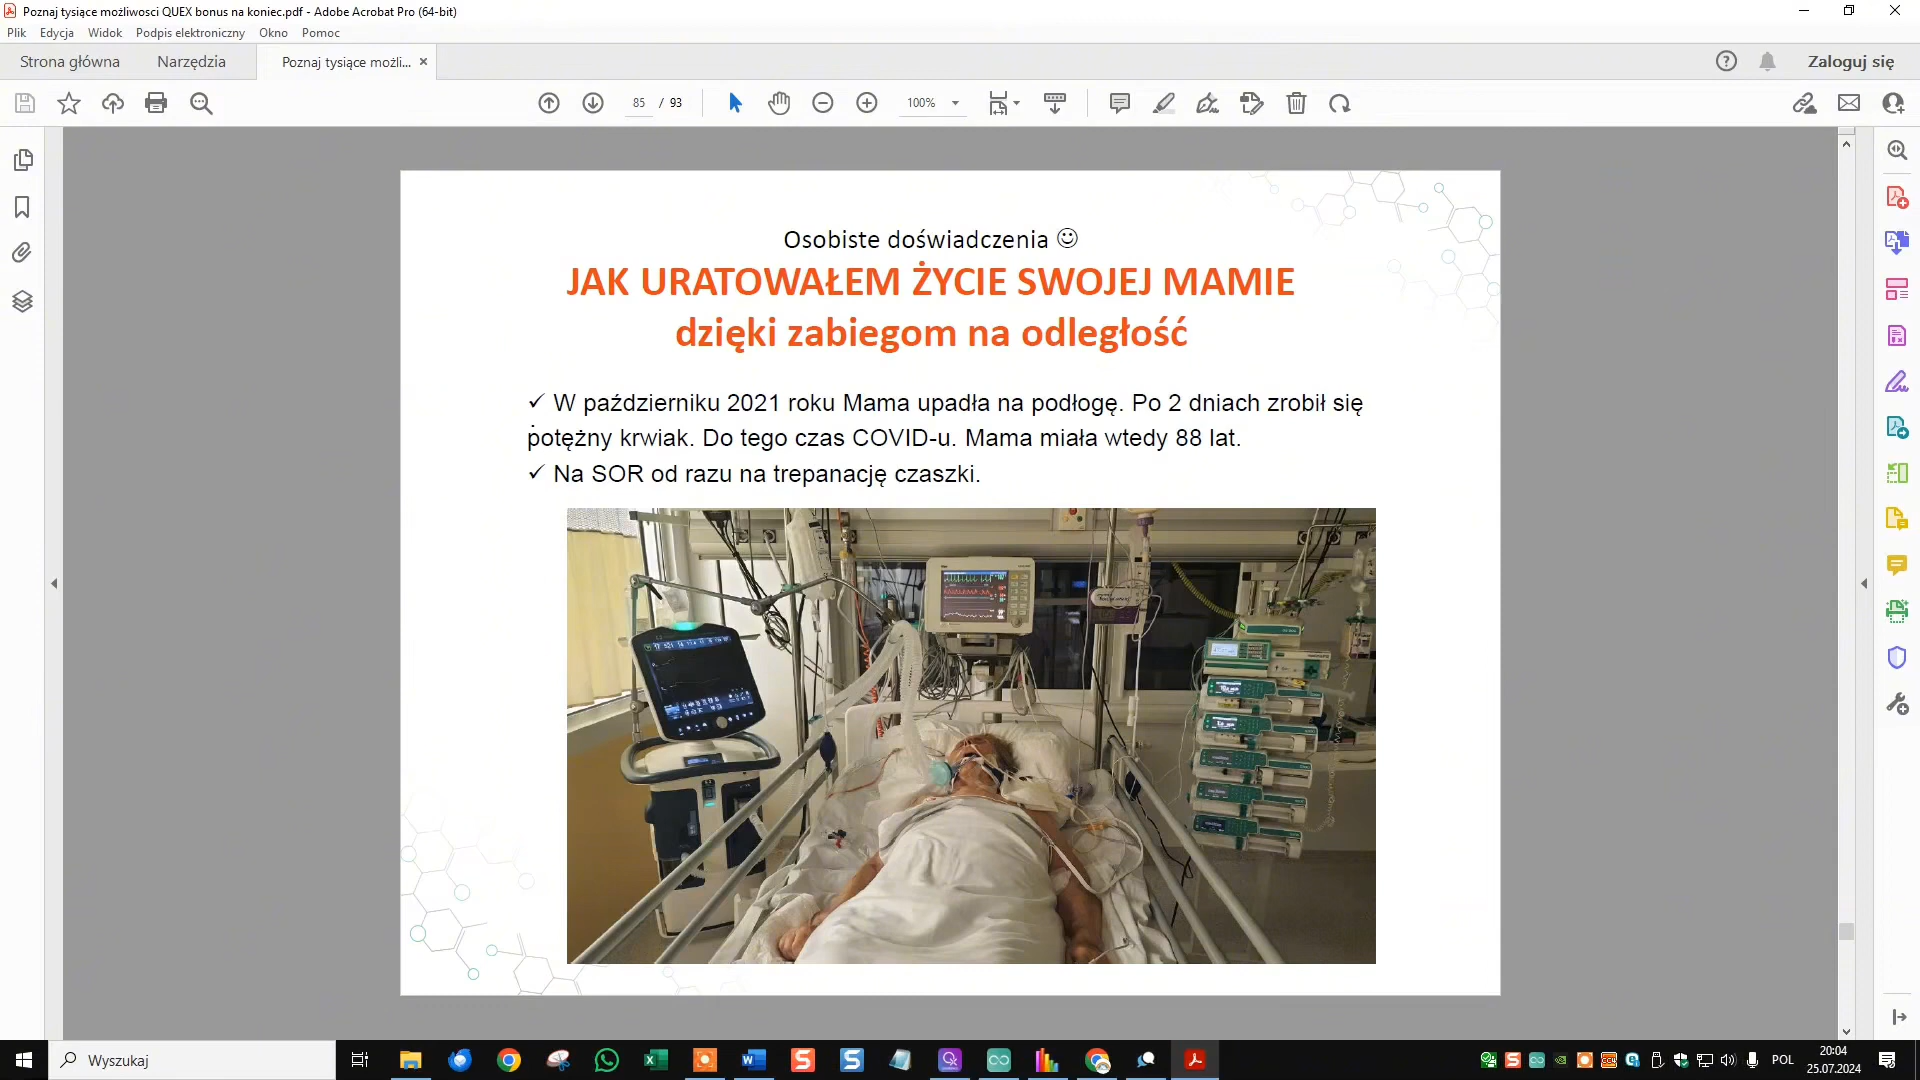 Poznaj tysiące możliwosci QUEX bonus na koniec.pdf - Adobe Acrobat Pro (64-bit)
Plik Edycja Widok Podpis elektroniczny Okno Pomoc
Strona główna Narzędzia Poznaj tysiące możli... Zaloguj się
85 / 93 100%
Osobiste doświadczenia ☺
JAK URATOWAŁEM ŻYCIE SWOJEJ MAMIE
dzięki zabiegom na odległość
✓ W październiku 2021 roku Mama upadła na podłogę. Po 2 dniach zrobił się
potężny krwiak. Do tego czas COVID-u. Mama miała wtedy 88 lat.
✓ Na SOR od razu na trepanację czaszki.
Wyszukaj
POL
20:04
25.07.2024